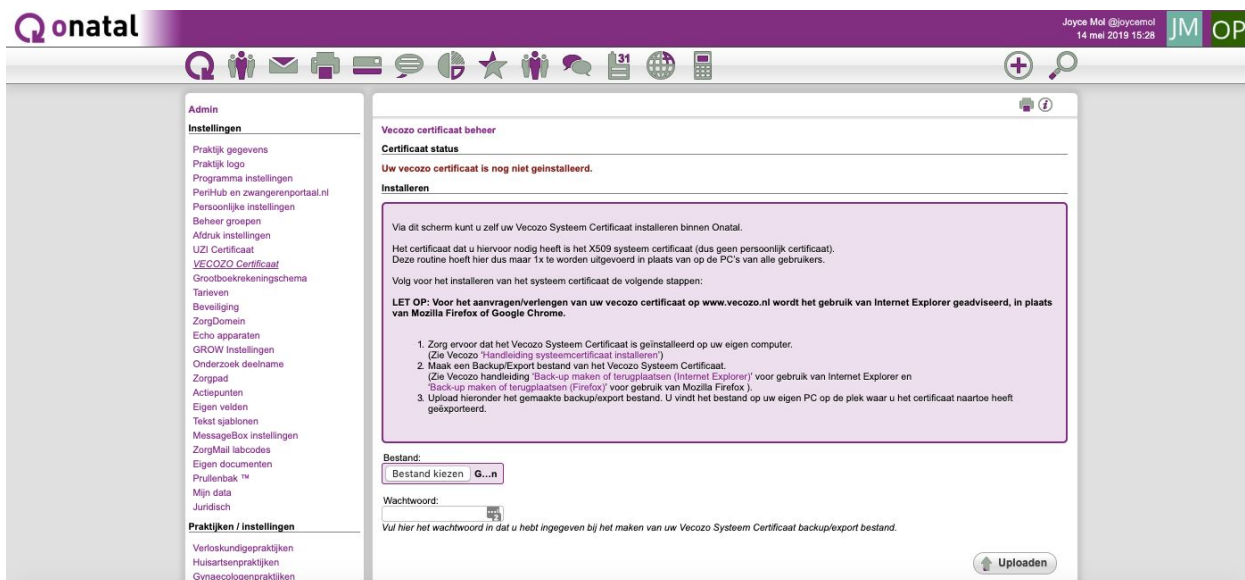 onatal
Joyce Mol @joycemol
14 mei 2019 15:28
JM
OP
31
Admin
Instellingen
Praktijk gegevens
Praktijk logo
Programma instellingen
PeriHub en zwangerenportaal.nl
Persoonlijke instellingen
Beheer groepen
Afdruk instellingen
UZI Certificaat
VECOZO Certificaat
Grootboekrekeningschema
Tarieven
Beveiliging
ZorgDomein
Echo apparaten
GROW Instellingen
Onderzoek deelname
Zorgpad
Actiepunten
Eigen velden
Tekst sjablonen
MessageBox instellingen
ZorgMail labcodes
Eigen documenten
Prullenbak ™
Mijn data
Juridisch
Praktijken / instellingen
Verloskundigepraktijken
Huisartsenpraktijken
Gynaecologenpraktijken
Vecozo certificaat beheer
Certificaat status
Uw vecozo certificaat is nog niet geinstalleerd.
Installeren
Via dit scherm kunt u zelf uw Vecozo Systeem Certificaat installeren binnen Onatal.
Het certificaat dat u hiervoor nodig heeft is het X509 systeem certificaat (dus geen persoonlijk certificaat).
Deze routine hoeft hier dus maar 1x te worden uitgevoerd in plaats van op de PC's van alle gebruikers.
Volg voor het installeren van het systeem certificaat de volgende stappen:
LET OP: Voor het aanvragen/verlengen van uw vecozo certificaat op www.vecozo.nl wordt het gebruik van Internet Explorer geadviseerd, in plaats
van Mozilla Firefox of Google Chrome.
1. Zorg ervoor dat het Vecozo Systeem Certificaat is geïnstalleerd op uw eigen computer.
(Zie Vecozo 'Handleiding systeemcertificaat installeren')
2. Maak een Backup/Export bestand van het Vecozo Systeem Certificaat.
(Zie Vecozo handleiding 'Back-up maken of terugplaatsen (Internet Explorer)' voor gebruik van Internet Explorer en
'Back-up maken of terugplaatsen (Firefox)' voor gebruik van Mozilla Firefox ).
3. Upload hieronder het gemaakte backup/export bestand. U vindt het bestand op uw eigen PC op de plek waar u het certificaat naartoe heeft
geëxporteerd.
Bestand:
Bestand kiezen G...n
Wachtwoord:
Vul hier het wachtwoord in dat u hebt ingegeven bij het maken van uw Vecozo Systeem Certificaat backup/export bestand.
Uploaden